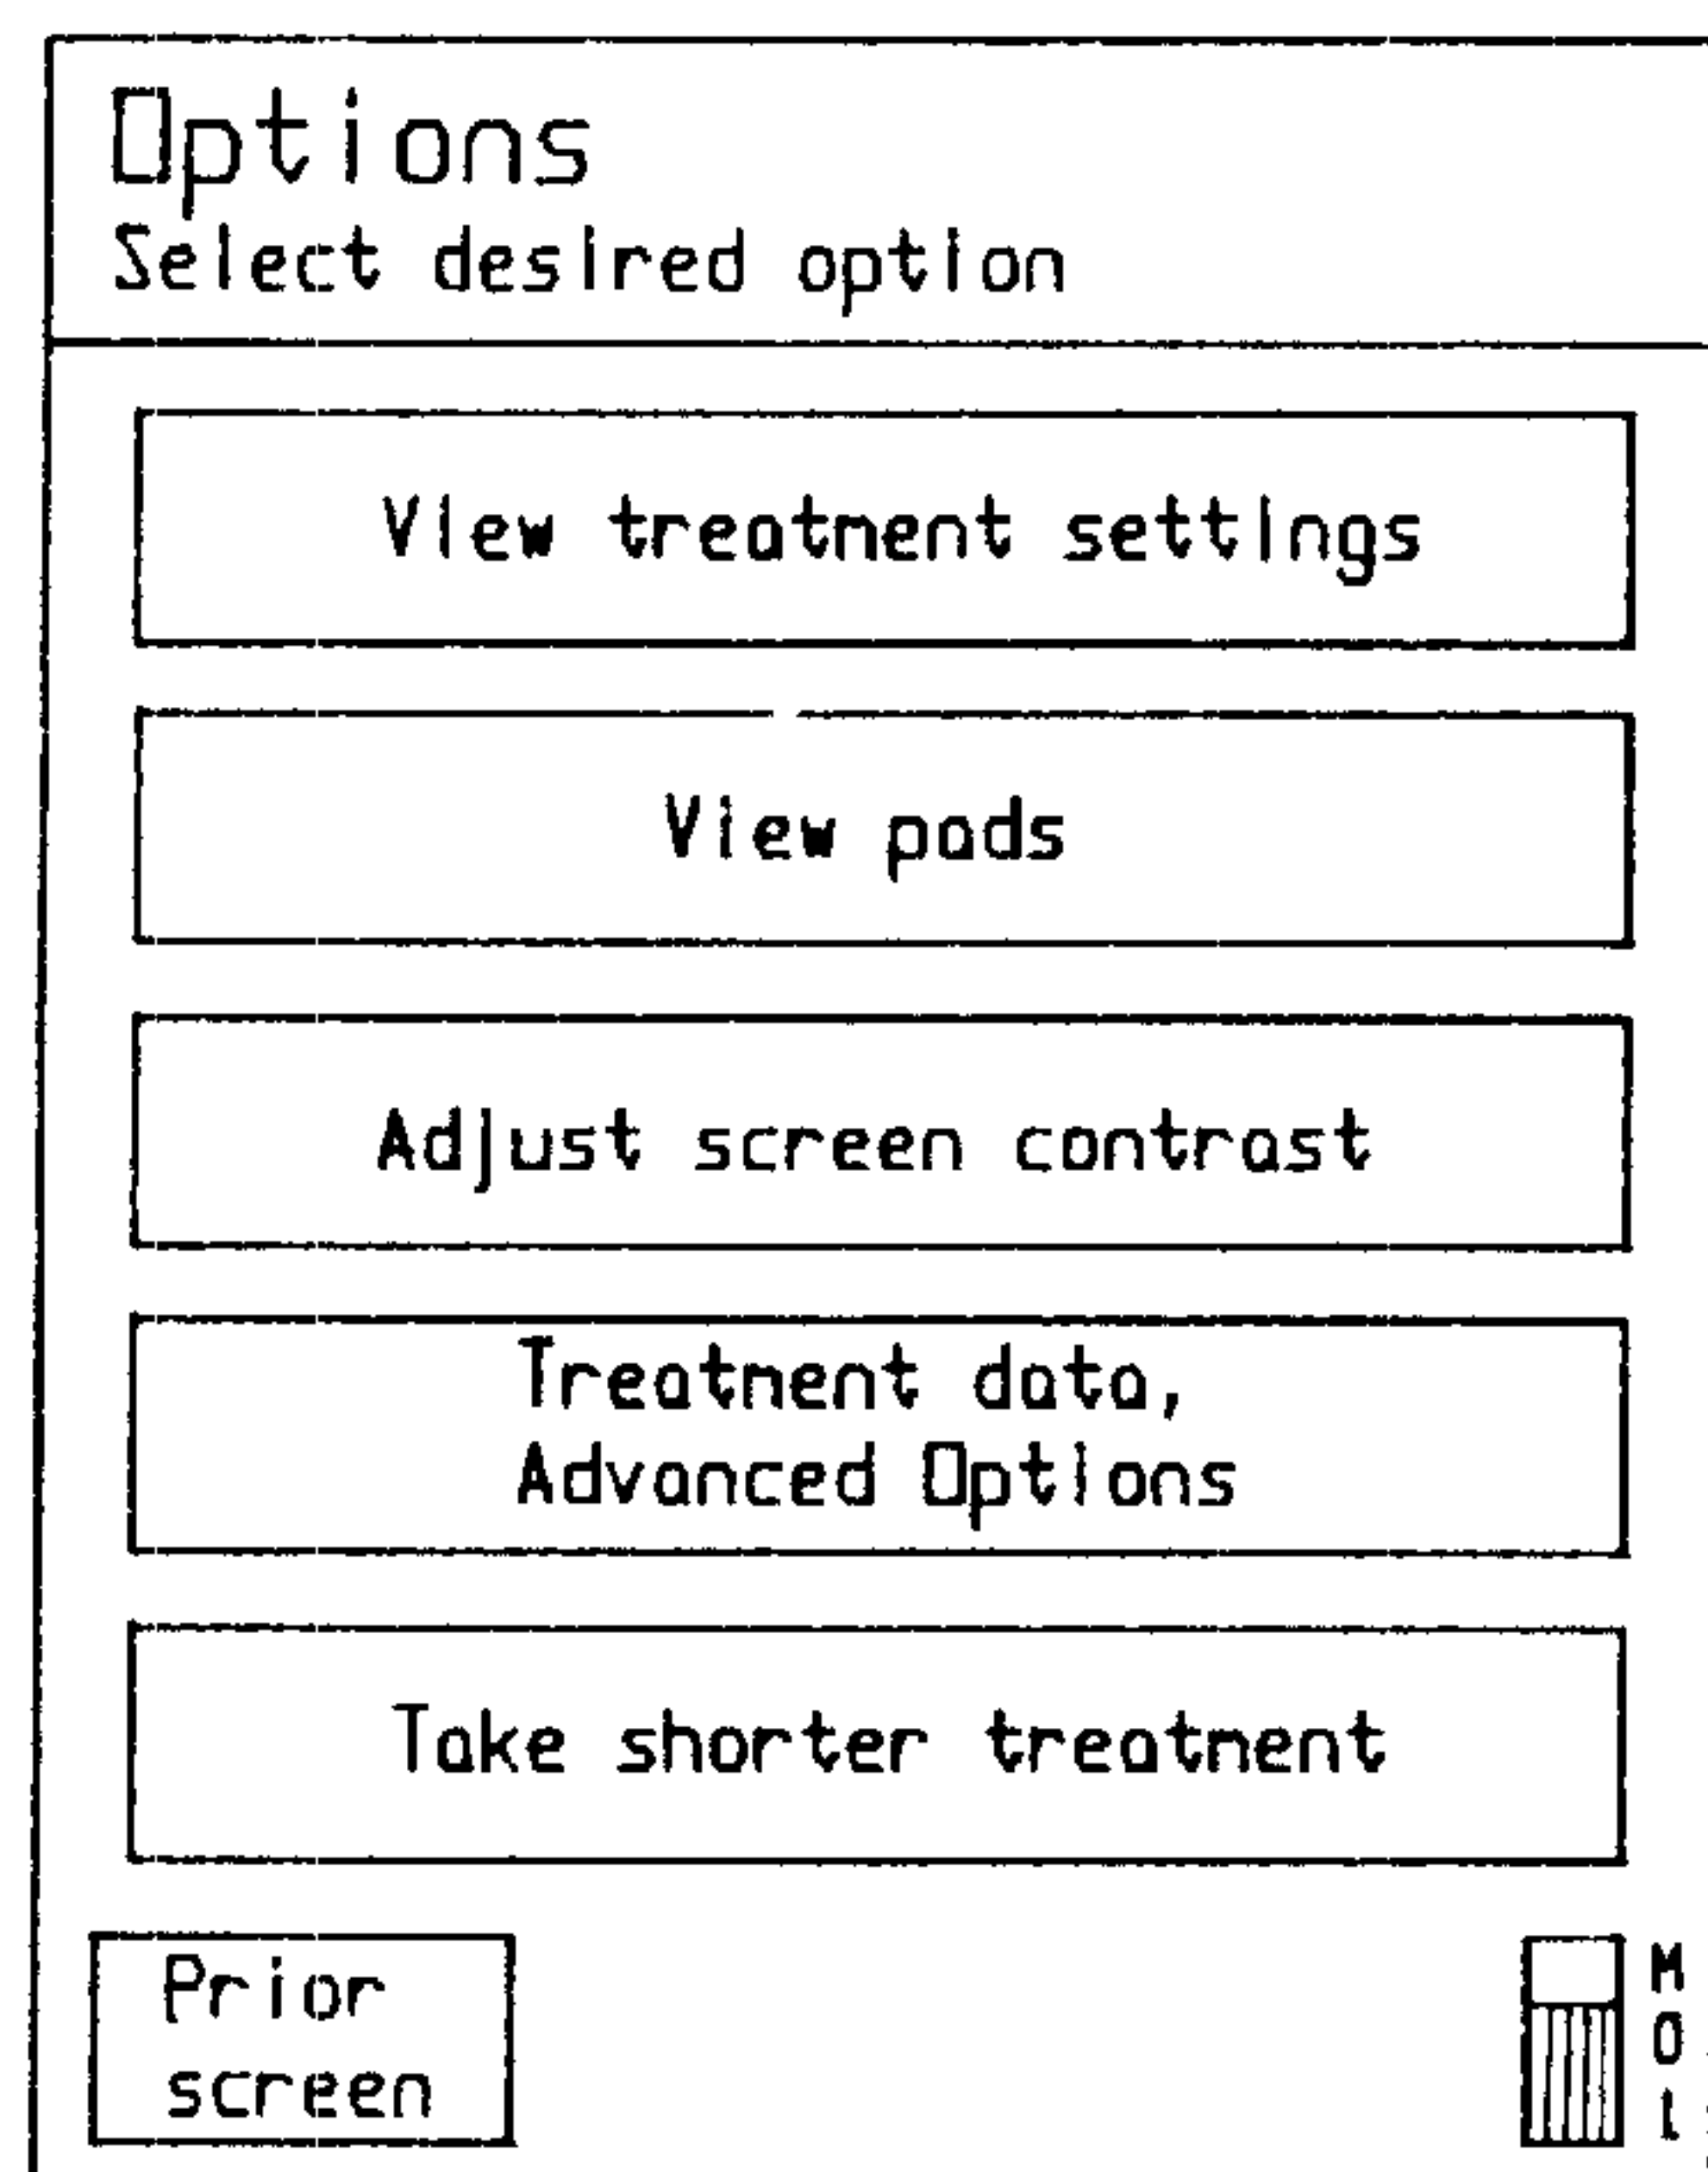 Options
Select desired option
View treatment settings
View pads
Adjust screen contrast
Treatment data,
Advanced Options
Take shorter treatment
Prior
screen
M
O